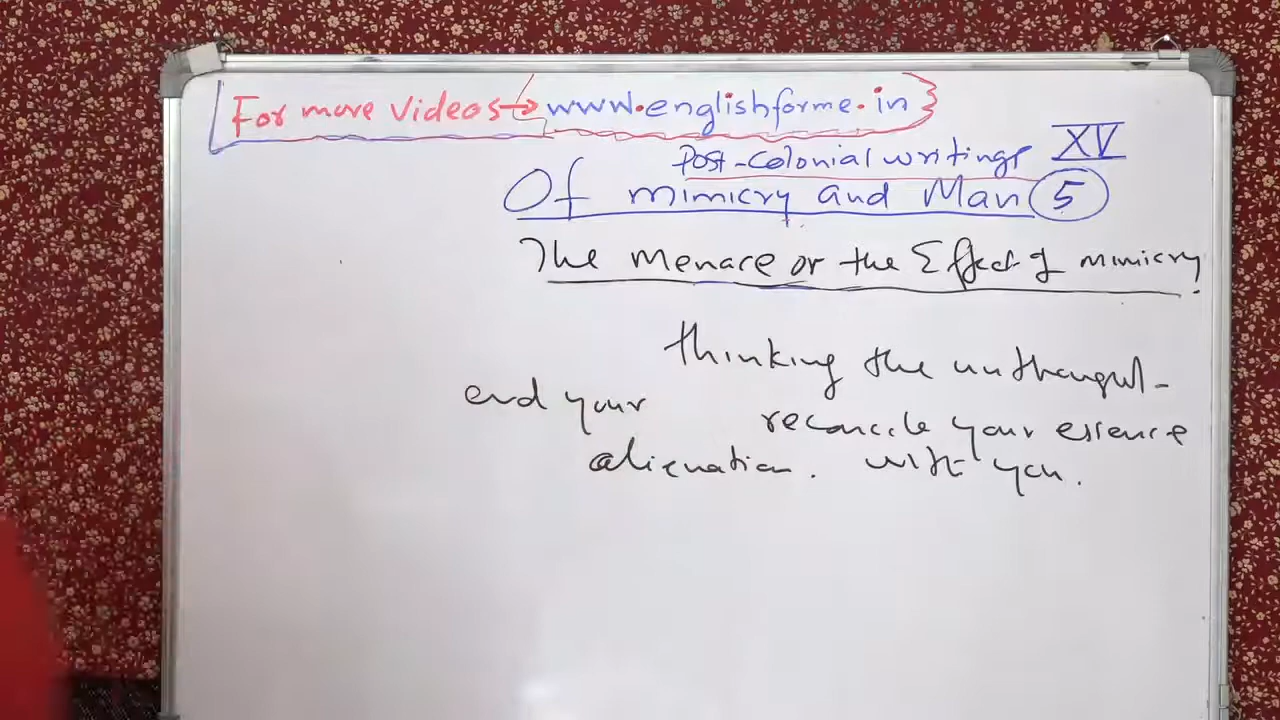 For more videos → www.englishforme.in
Post-Colonial writings XV
Of mimicry and Man 5
The Menace or the Effect of mimicry
thinking the unthought -
reconcile your essence
with you.
end your
alienation.